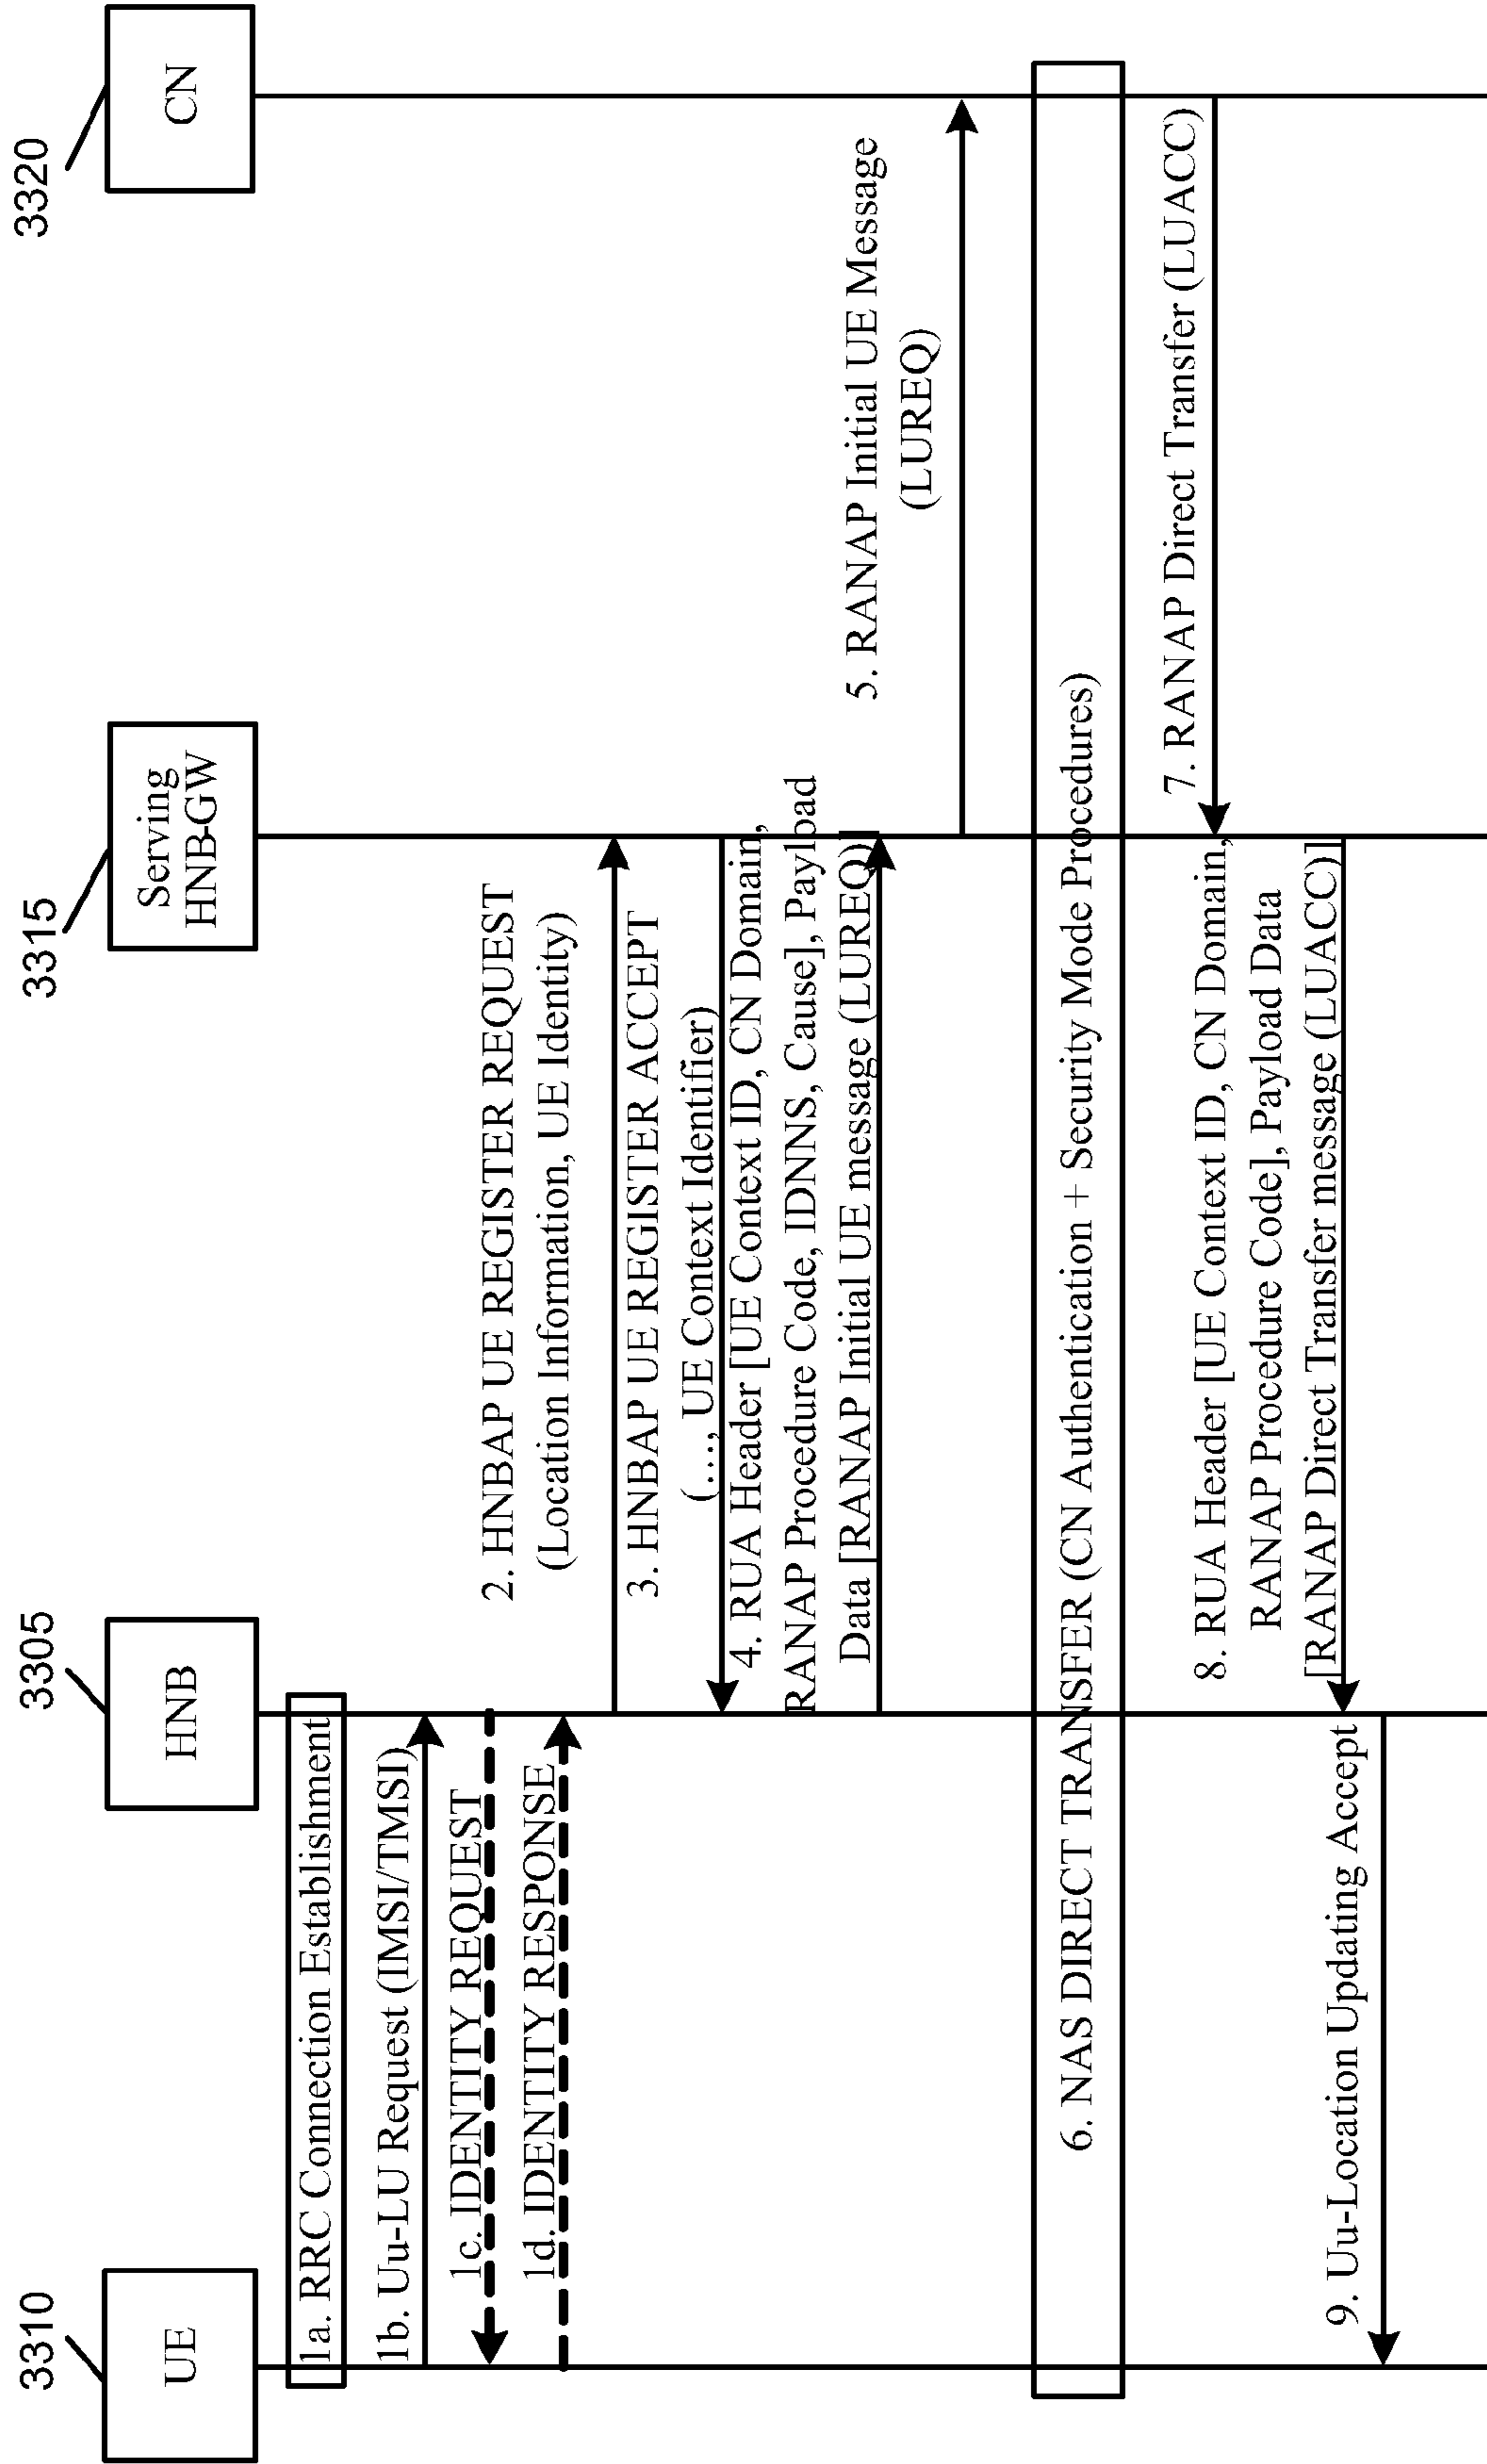 3310
3305
3315
3320
UE
HNB
Serving
HNB-GW
CN
1a. RRC Connection Establishment
1b. Uu-LU Request (IMSI/TMSI)
1c. IDENTITY REQUEST
1d. IDENTITY RESPONSE
2. HNBAP UE REGISTER REQUEST
(Location Information, UE Identity)
3. HNBAP UE REGISTER ACCEPT
(…, UE Context Identifier)
4. RUA Header [UE Context ID, CN Domain,
RANAP Procedure Code, IDNNS, Cause], Payload
Data [RANAP Initial UE message (LUREQ)]
5. RANAP Initial UE Message
(LUREQ)
6. NAS DIRECT TRANSFER (CN Authentication + Security Mode Procedures)
7. RANAP Direct Transfer (LUACC)
8. RUA Header [UE Context ID, CN Domain,
RANAP Procedure Code], Payload Data
[RANAP Direct Transfer message (LUACC)]
9. Uu-Location Updating Accept